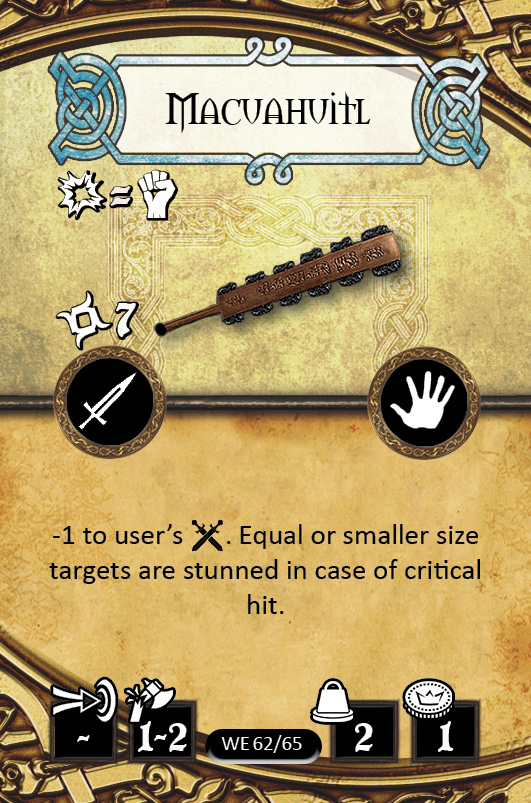 Macuahuitl
=
7
-1 to user's . Equal or smaller size
targets are stunned in case of critical
hit.
- 1-2 WE 62/65 2 1